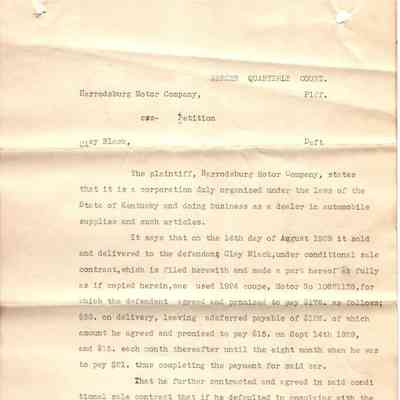 MERCER QUARTERLY COURT.
Harrodsburg Motor Company, Plff.
Petition
Clay Black, Deft
The plaintiff, Harrodsburg Motor Company, states
that it is a corporation duly organized under the laws of the
State of Kentucky and doing business as a dealer in automobile
supplies and such articles.
It says that on the 14th day of August 1929 it sold
and delivered to the defendant Clay Black,under conditional sale
contract,which is filed herewith and made a part hereof as fully
as if copied herein,one used 1924 coupe, Motor No for
which the defendant agreed and promised to pay as follows;
on delivery, leaving a deferred payable of of which
amount he agreed and promised to pay $15. on Sept 14th 1929,
and $15. each month thereafter until the eight month when he was
to pay thus completing the payment for said car.
That he further contracted and agreed in said condi
tional sale contract that if he defaulted in complying with the